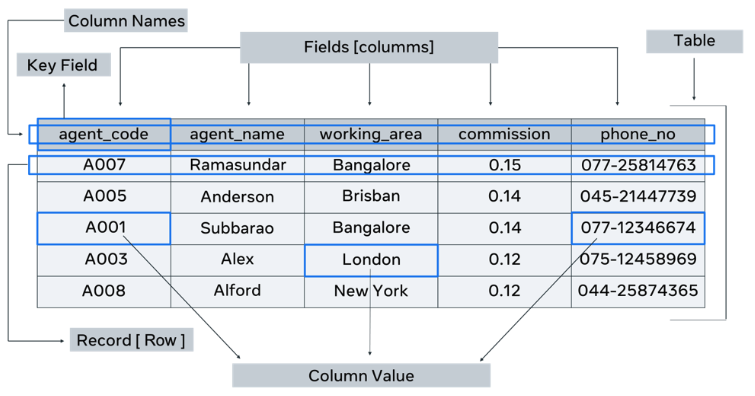 Column Names
Fields [columms]
Table
Key Field
agent_code agent_name working_area commission phone_no
A007 Ramasundar Bangalore 0.15 077-25814763
A005 Anderson Brisban 0.14 045-21447739
A001 Subbarao Bangalore 0.14 077-12346674
A003 Alex London 0.12 075-12458969
A008 Alford New York 0.12 044-25874365
Record [ Row ]
Column Value